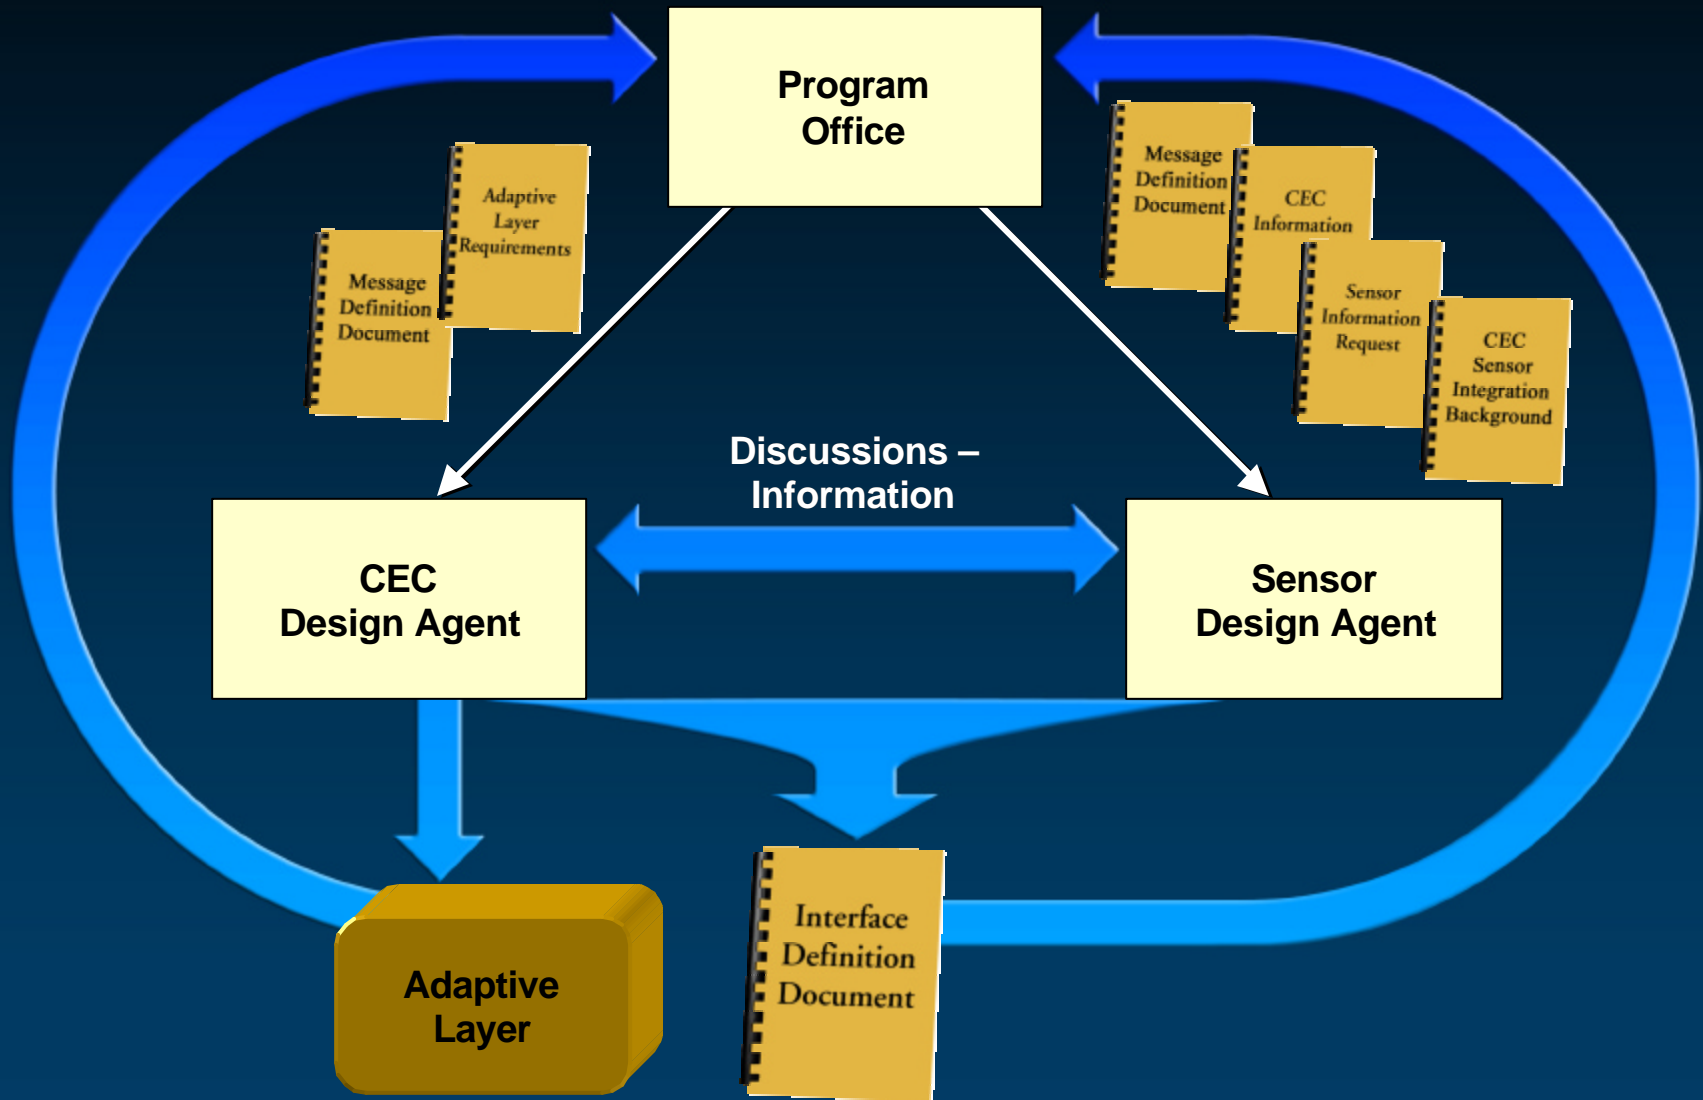 Program
Office
Adaptive
Layer
Requirements
Message
Definition
Document
Message
Definition
Document
CEC
Information
Sensor
Information
Request
CEC
Sensor
Integration
Background
Discussions –
Information
CEC
Design Agent
Sensor
Design Agent
Adaptive
Layer
Interface
Definition
Document